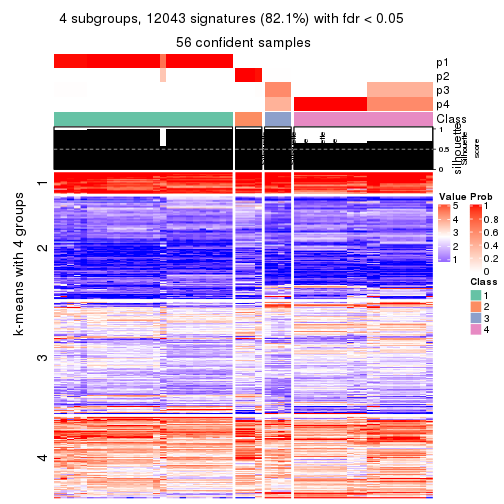 4 subgroups, 12043 signatures (82.1%) with fdr < 0.05
56 confident samples
p1
p2
p3
p4
Class
1
0.5
0
silhouette
Silhouette
score
k-means with 4 groups
1
2
3
4
Value
5
4
3
2
1
Prob
1
0.8
0.6
0.4
0.2
0
Class
1
2
3
4